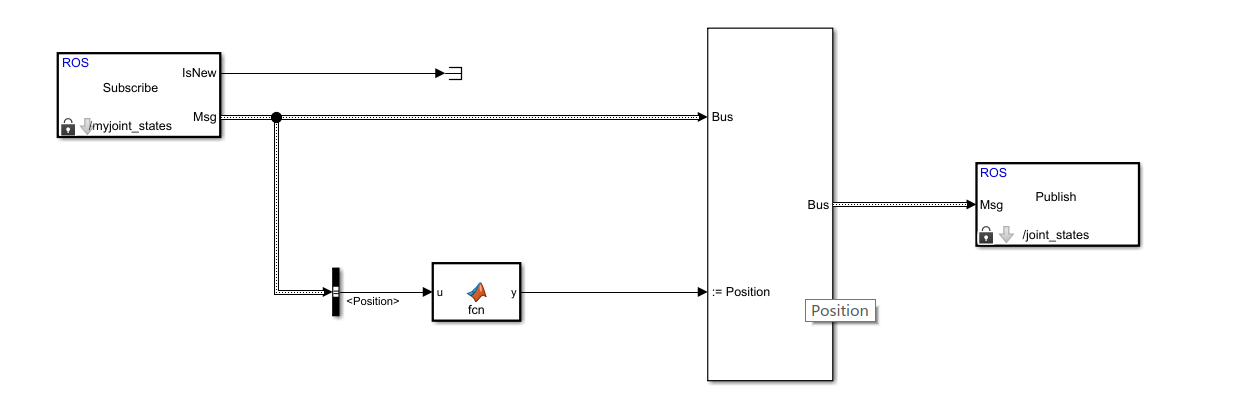 ROS
IsNew
Subscribe
Msg
/myjoint_states
Bus
ROS
Publish
Bus
Msg
/joint_states
<Position>
u
y
fcn
:= Position
Position